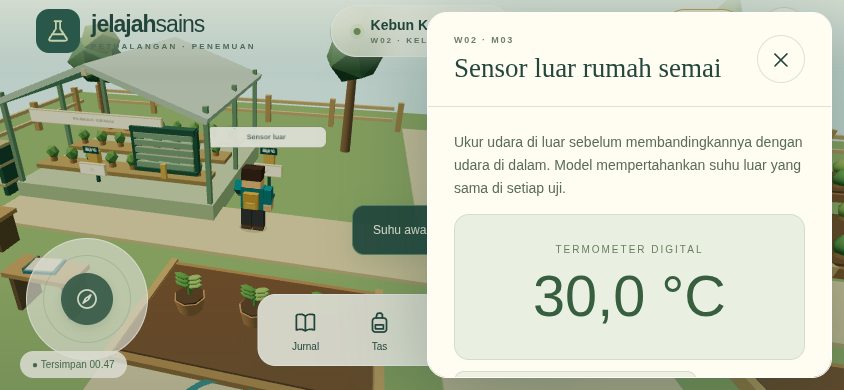 jelajahsains
PETUALANGAN · PENEMUAN
Kebun K
W02 · KEL
Sensor luar
Suhu awa
Jurnal
Tas
● Tersimpan 00.47
W02 · M03
Sensor luar rumah semai
Ukur udara di luar sebelum membandingkannya dengan
udara di dalam. Model mempertahankan suhu luar yang
sama di setiap uji.
TERMOMETER DIGITAL
30,0 °C